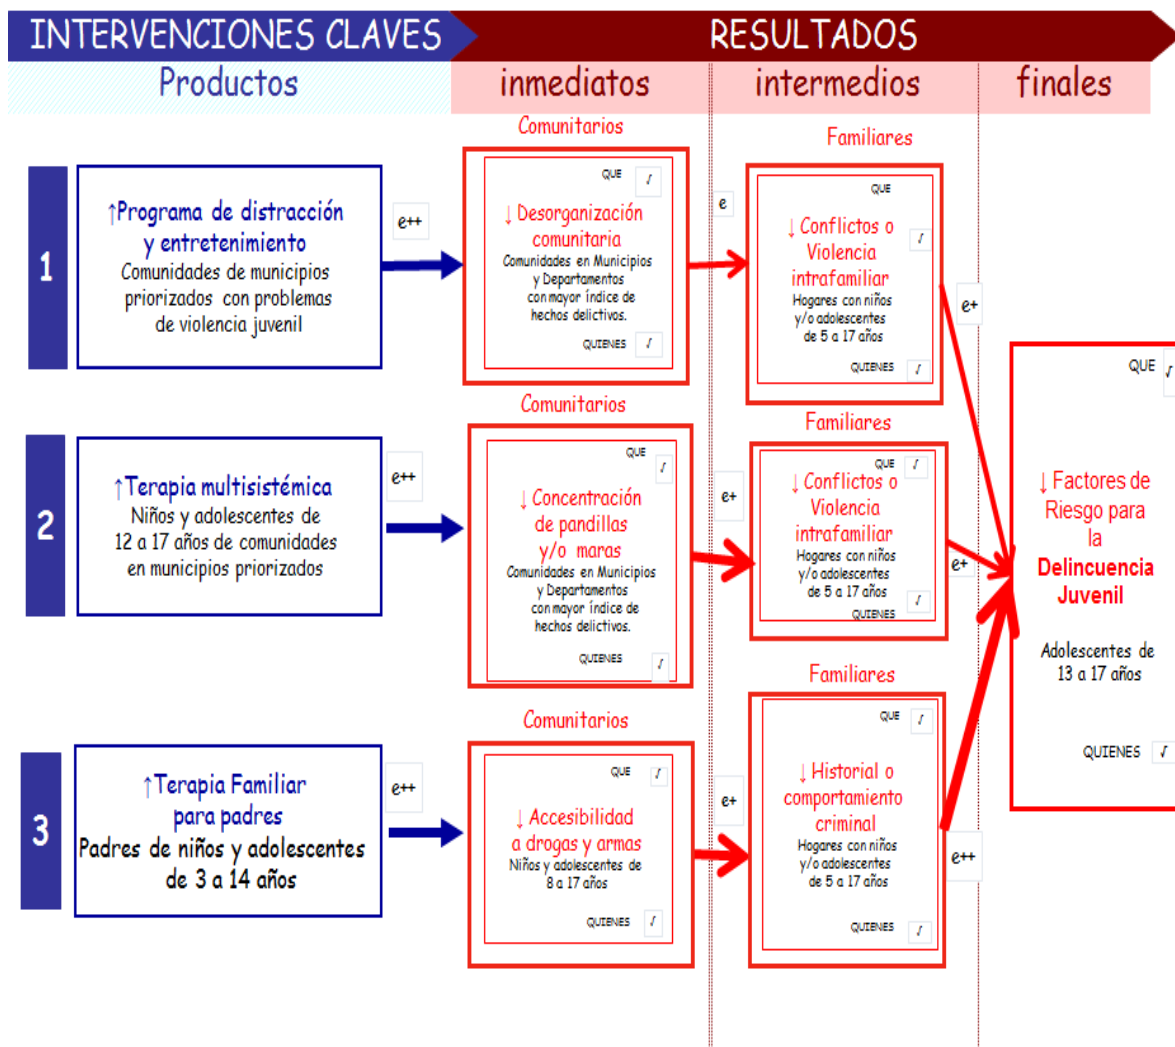 INTERVENCIONES CLAVES
RESULTADOS
Productos
inmediatos
intermedios
finales
1
↑Programa de distracción
y entretenimiento
Comunidades de municipios
priorizados con problemas
de violencia juvenil
e++
Comunitarios
QUE √
↓ Desorganización
comunitaria
Comunidades en Municipios
y Departamentos
con mayor índice de
hechos delictivos.
QUIENES √
e
Familiares
QUE
√
↓ Conflictos o
Violencia
intrafamiliar
Hogares con niños
y/o adolescentes
de 5 a 17 años
QUIENES √
e+
2
↑Terapia multisistémica
Niños y adolescentes de
12 a 17 años de comunidades
en municipios priorizados
e++
Comunitarios
QUE √
↓ Concentración
de pandillas
y/o maras
Comunidades en Municipios
y Departamentos
con mayor índice de
hechos delictivos.
QUIENES √
e+
Familiares
QUE √
↓ Conflictos o
Violencia
intrafamiliar
Hogares con niños
y/o adolescentes
de 5 a 17 años
√
QUIENES
e+
3
↑Terapia Familiar
para padres
Padres de niños y adolescentes
de 3 a 14 años
e++
Comunitarios
QUE √
↓ Accesibilidad
a drogas y armas
Niños y adolescentes de
8 a 17 años
QUIENES √
e+
Familiares
QUE √
↓ Historial o
comportamiento
criminal
Hogares con niños
y/o adolescentes
de 5 a 17 años
QUIENES √
e++
QUE √
↓ Factores de
Riesgo para
la
Delincuencia
Juvenil
Adolescentes de
13 a 17 años
QUIENES √